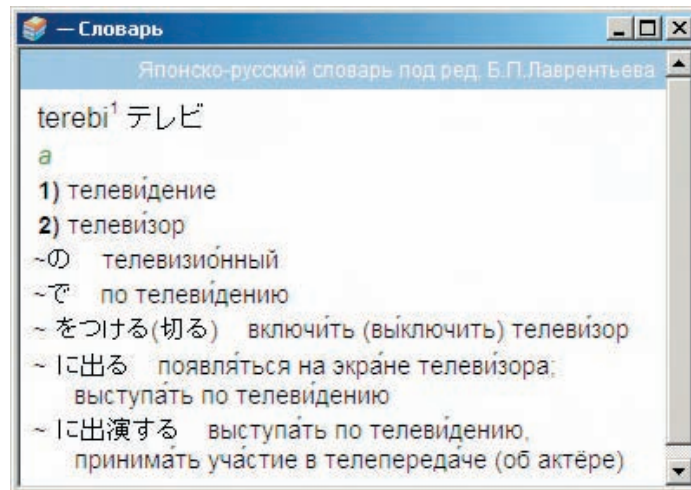 — Словарь
Японско-русский словарь под ред. Б.П.Лаврентьева
terebi¹ テレビ
a
1) телеви́дение
2) телеви́зор
~の телевизио́нный
~で по телеви́дению
~をつける(切る) включи́ть (вы́ключить) телеви́зор
~に出る появля́ться на экра́не телеви́зора;
выступа́ть по телеви́дению
~に出演する выступа́ть по телеви́дению,
принима́ть уча́стие в телепереда́че (об актёре)